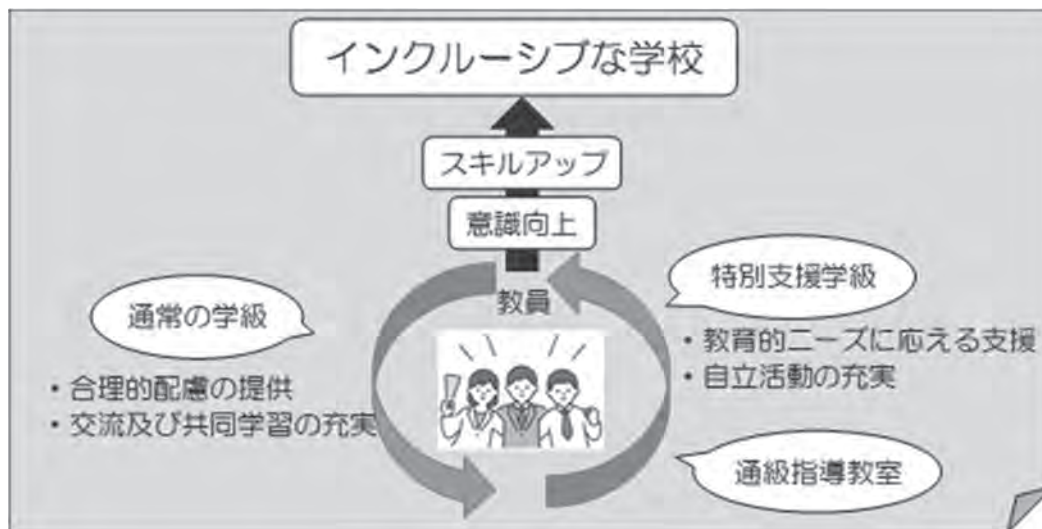 インクルーシブな学校
スキルアップ
意識向上
教員
通常の学級
・合理的配慮の提供
・交流及び共同学習の充実
特別支援学級
・教育的ニーズに応える支援
・自立活動の充実
通級指導教室